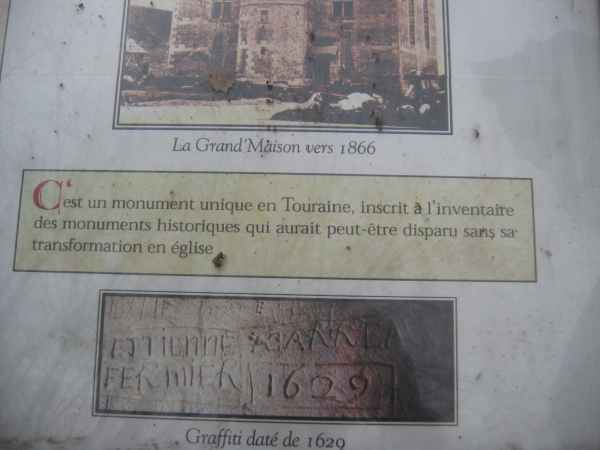 La Grand'Maison vers 1866
C'est un monument unique en Touraine, inscrit à l'inventaire
des monuments historiques qui aurait peut-être disparu sans sa
transformation en église
ETTIENNE
FERMIER 1629
Graffiti daté de 1629